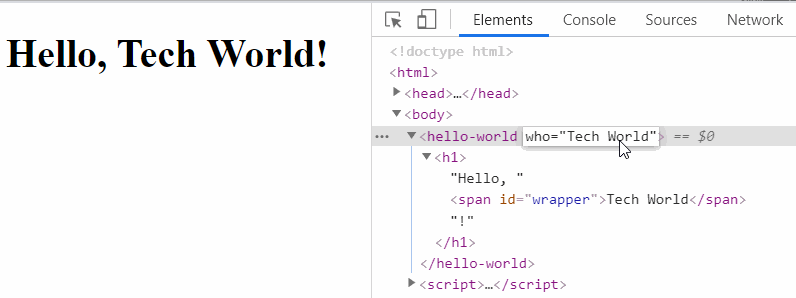 Hello, Tech World!
Elements Console Sources Network
<!doctype html>
<html>
<head>…</head>
<body>
… <hello-world who="Tech World"> == $0
<h1>
"Hello, "
<span id="wrapper">Tech World</span>
"!"
</h1>
</hello-world>
<script>…</script>